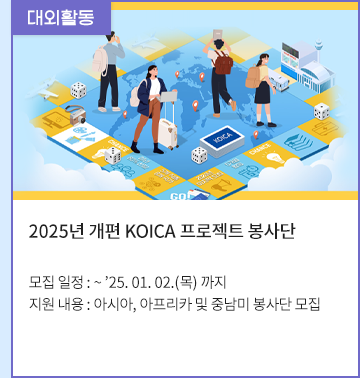 대외활동
KOICA
CHANCE
GO!
2025년 개편 KOICA 프로젝트 봉사단
모집 일정 : ~ ’25. 01. 02.(목) 까지
지원 내용 : 아시아, 아프리카 및 중남미 봉사단 모집